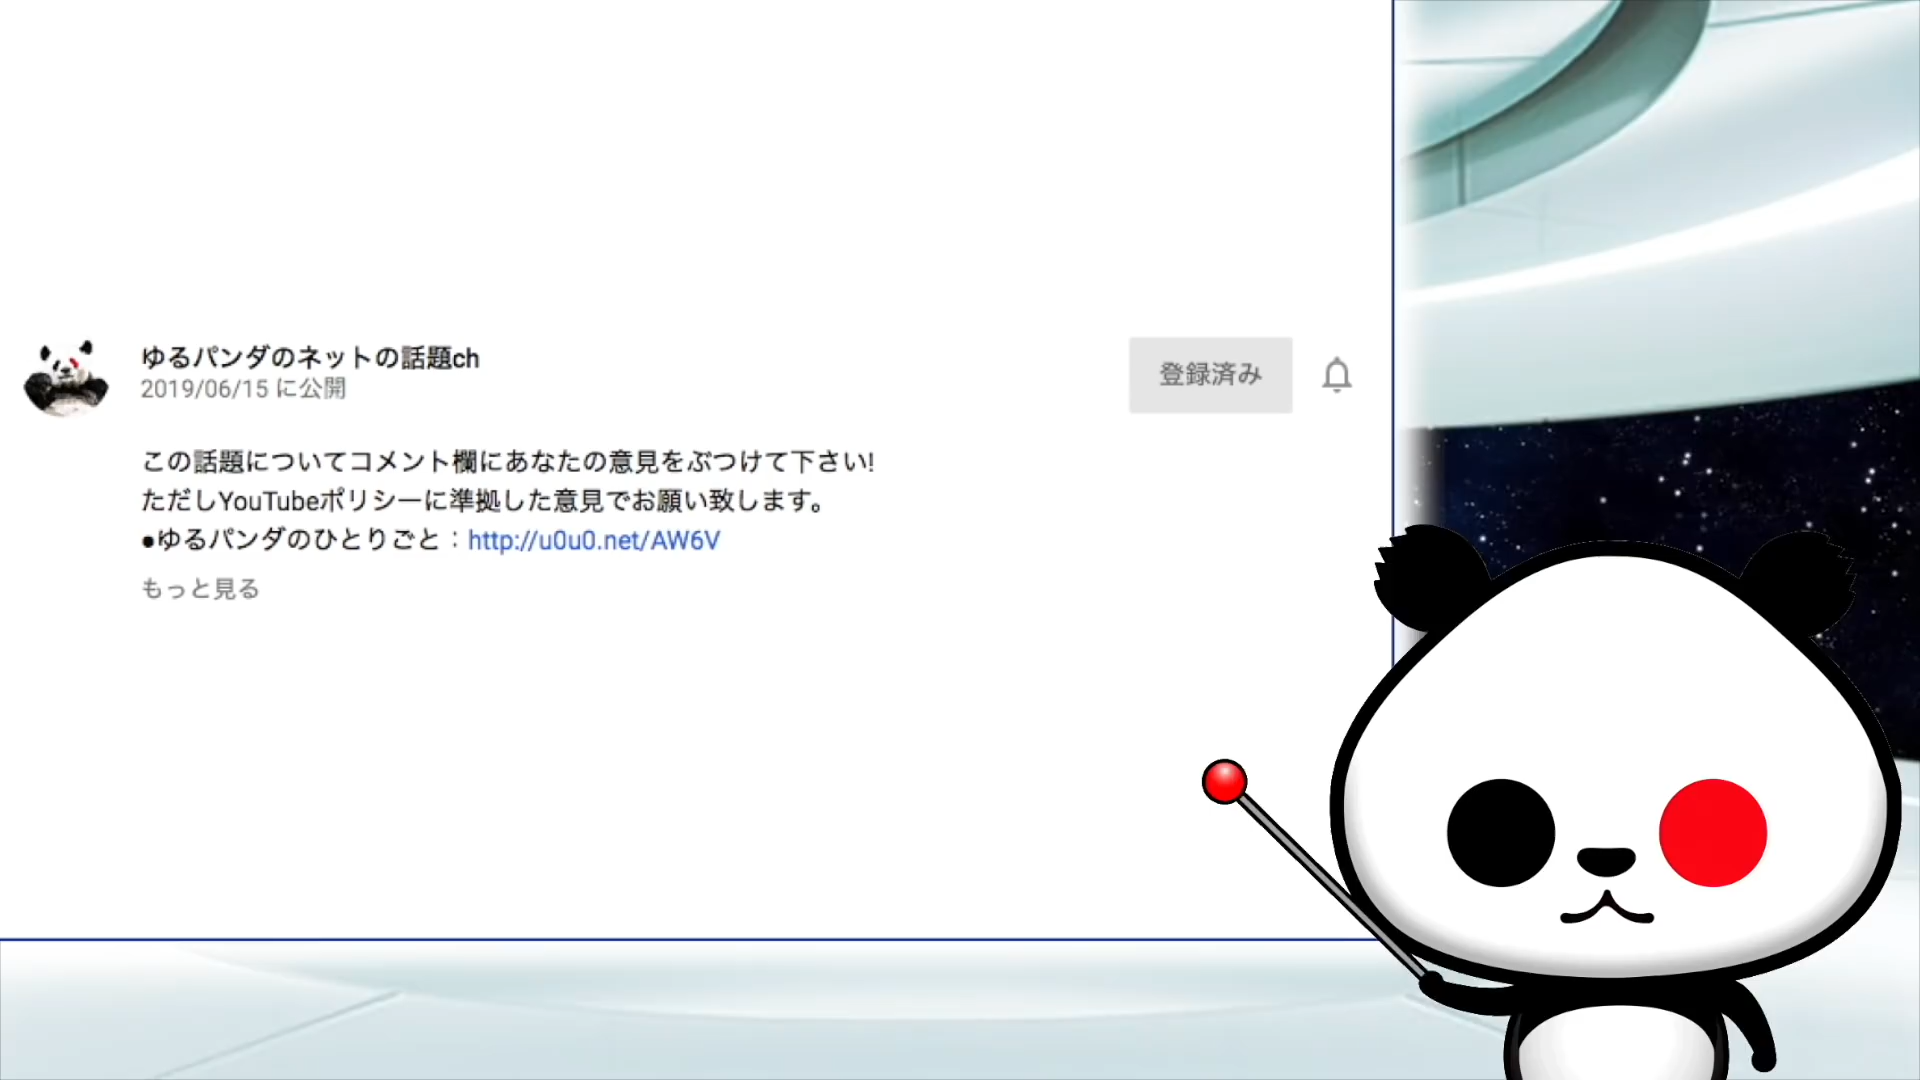 ゆるパンダのネットの話題ch
2019/06/15 に公開
登録済み
この話題についてコメント欄にあなたの意見をぶつけて下さい!
ただしYouTubeポリシーに準拠した意見でお願い致します。
●ゆるパンダのひとりごと：http://u0u0.net/AW6V
もっと見る